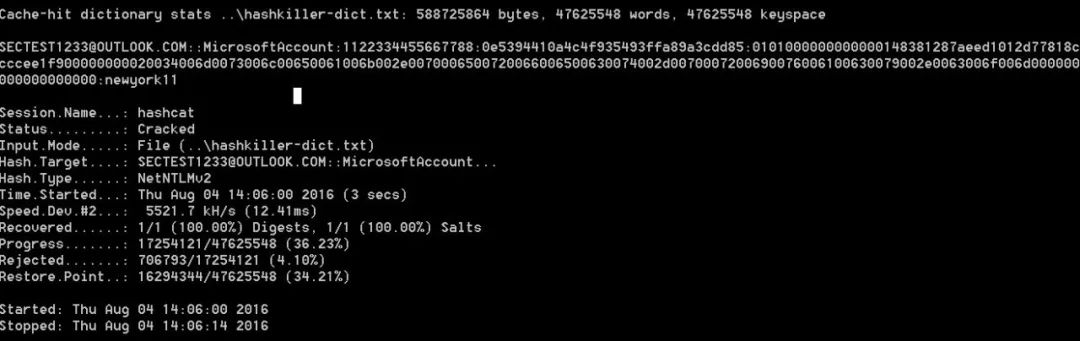 Cache-hit dictionary stats ..\hashkiller-dict.txt: 588725864 bytes, 47625548 words, 47625548 keyspace
SECTEST1233@OUTLOOK.COM::MicrosoftAccount:1122334455667788:0e5394410a4c4f935493ffa89a3cdd85:0101000000000000148381287aeed1012d77818c
cccee1f900000000020034006d0073006c00650061006b002e0070006500720066006500630074002d0070007200690076006100630079002e0063006f006d000000
000000000000:newyork11
Session.Name...: hashcat
Status.........: Cracked
Input.Mode.....: File (..\hashkiller-dict.txt)
Hash.Target....: SECTEST1233@OUTLOOK.COM::MicrosoftAccount...
Hash.Type......: NetNTLMv2
Time.Started...: Thu Aug 04 14:06:00 2016 (3 secs)
Speed.Dev.#2...:  5521.7 kH/s (12.41ms)
Recovered......: 1/1 (100.00%) Digests, 1/1 (100.00%) Salts
Progress.......: 17254121/47625548 (36.23%)
Rejected.......: 706793/17254121 (4.10%)
Restore.Point..: 16294344/47625548 (34.21%)
Started: Thu Aug 04 14:06:00 2016
Stopped: Thu Aug 04 14:06:14 2016